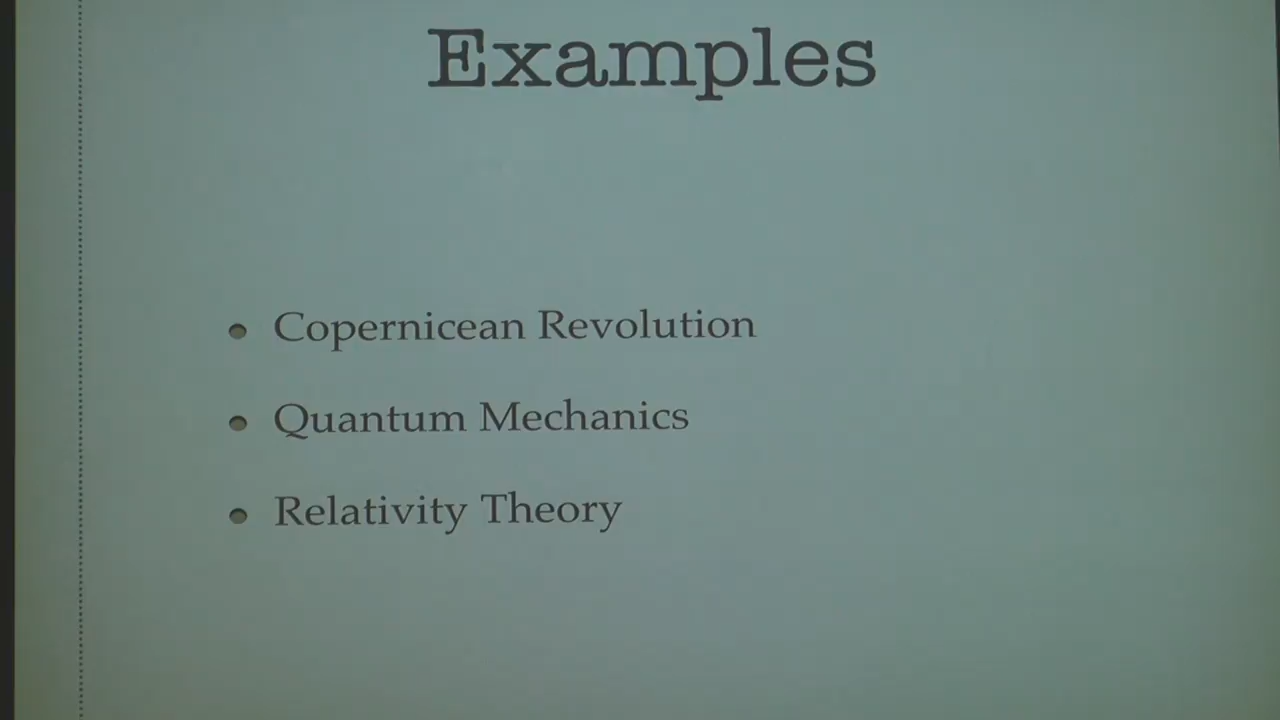 Examples
Copernicean Revolution
Quantum Mechanics
Relativity Theory